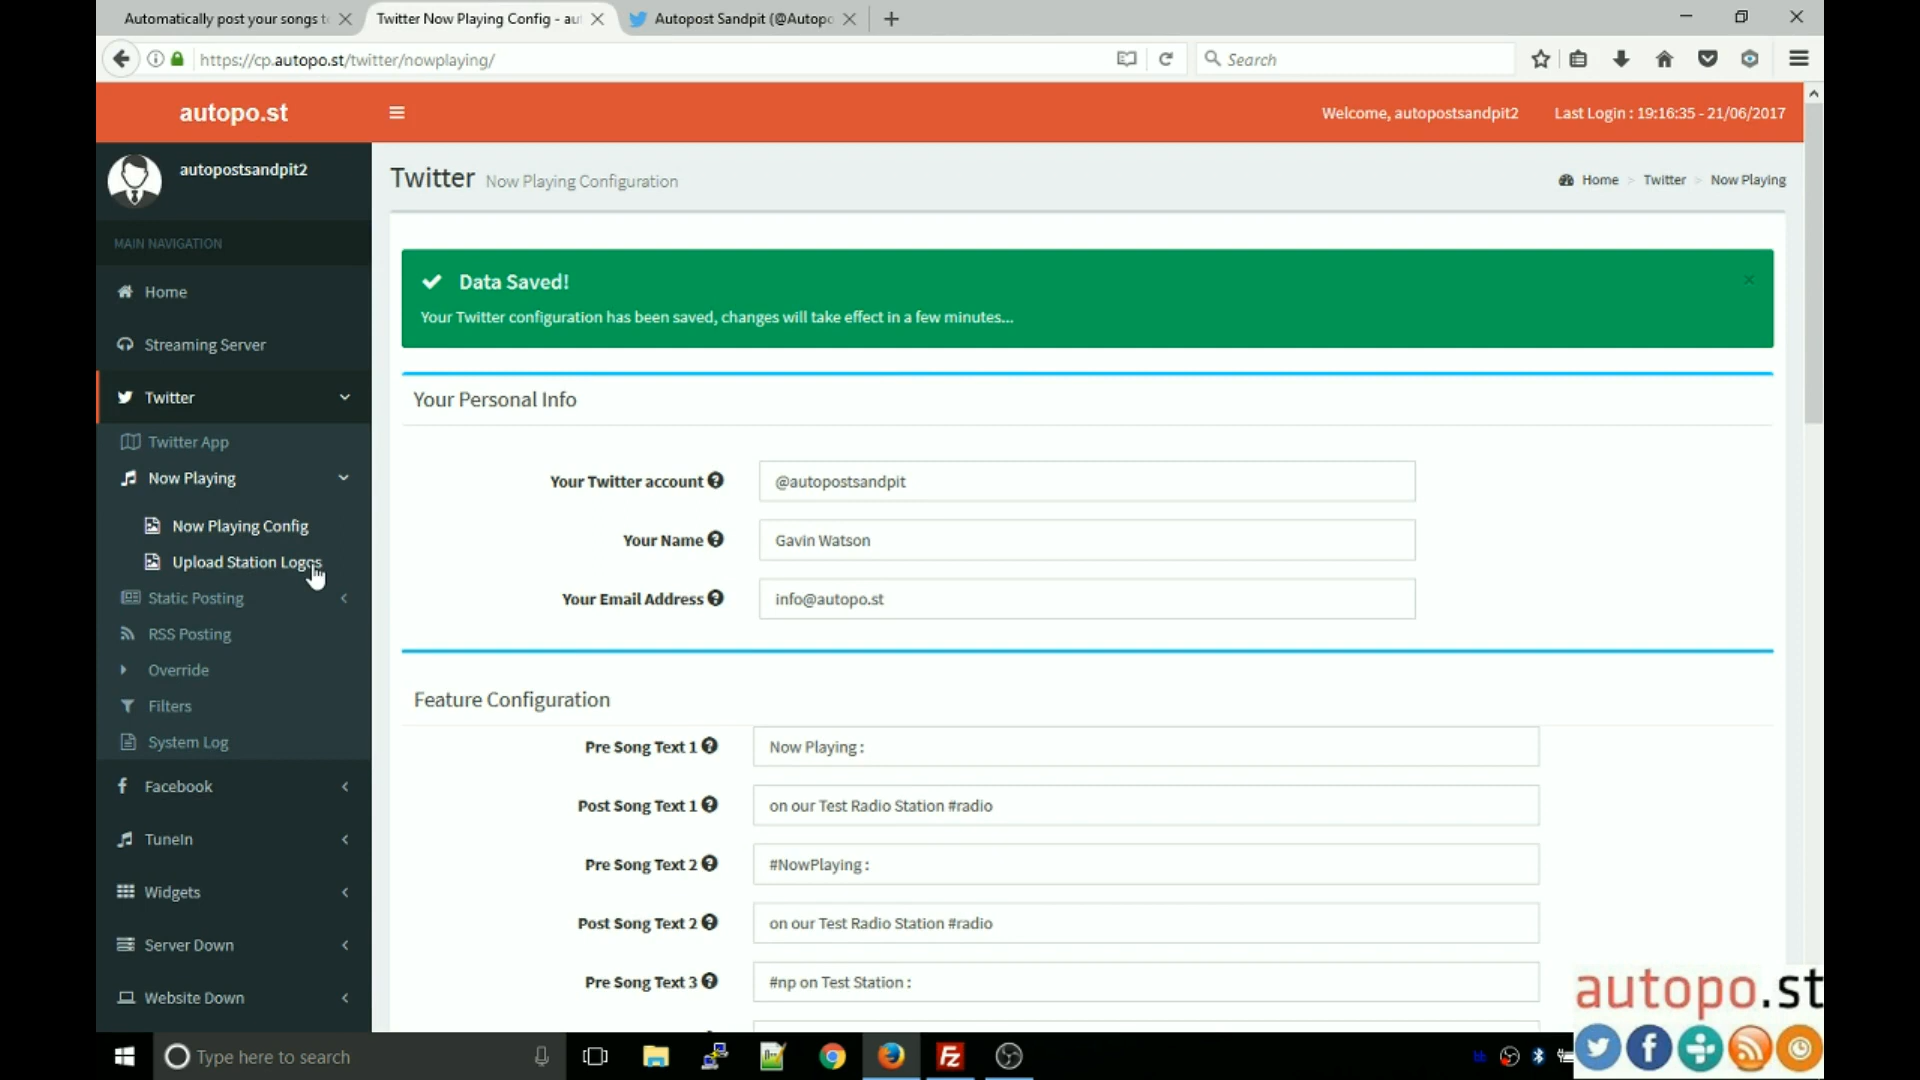 Automatically post your songs t
Twitter Now Playing Config - au
Autopost Sandpit (@Autopo
https://cp.autopo.st/twitter/nowplaying/
Search
autopo.st
Welcome, autopostsandpit2
Last Login : 19:16:35 - 21/06/2017
autopostsandpit2
Twitter Now Playing Configuration
Home > Twitter > Now Playing
MAIN NAVIGATION
Home
Streaming Server
Twitter
Twitter App
Now Playing
Now Playing Config
Upload Station Logos
Static Posting
RSS Posting
Override
Filters
System Log
Facebook
TuneIn
Widgets
Server Down
Website Down
Data Saved!
Your Twitter configuration has been saved, changes will take effect in a few minutes...
Your Personal Info
Your Twitter account
@autopostsandpit
Your Name
Gavin Watson
Your Email Address
info@autopo.st
Feature Configuration
Pre Song Text 1
Now Playing :
Post Song Text 1
on our Test Radio Station #radio
Pre Song Text 2
#NowPlaying :
Post Song Text 2
on our Test Radio Station #radio
Pre Song Text 3
#np on Test Station :
autopo.st
Type here to search